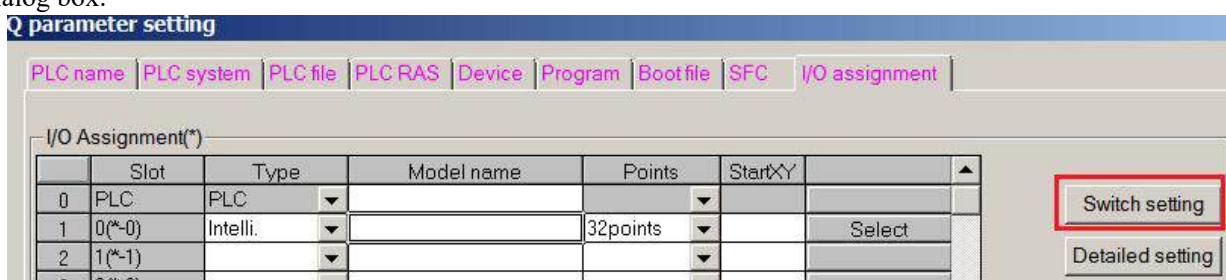 alog box.
Q parameter setting
PLC name PLC system PLC file PLC RAS Device Program Boot file SFC I/O assignment
I/O Assignment(*)
Slot Type Model name Points StartXY
0 PLC PLC
Switch setting
1 0(*-0) Intelli. 32points Select
2 1(*-1)
Detailed setting